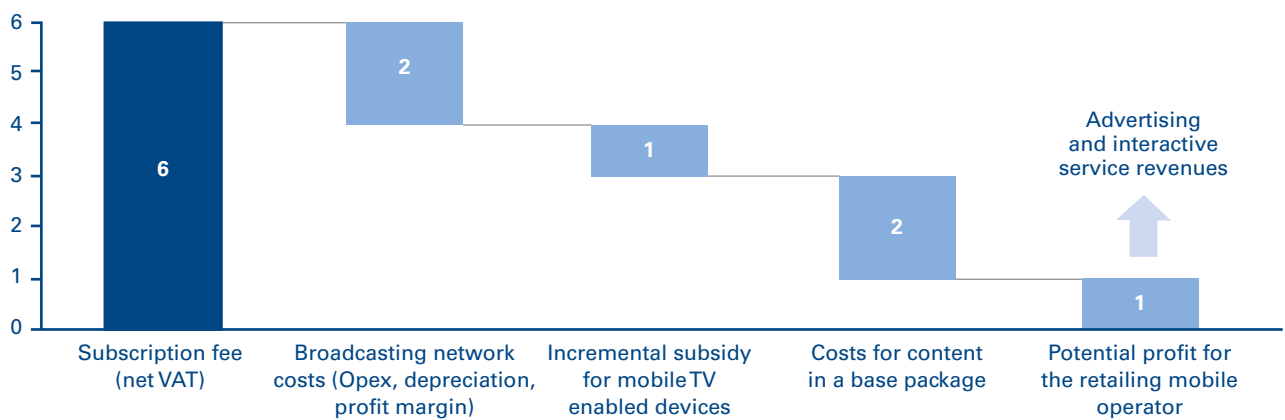 6
5
4
3
2
1
0
6
2
1
2
1
Advertising
and interactive
service revenues
Subscription fee
(net VAT)
Broadcasting network
costs (Opex, depreciation,
profit margin)
Incremental subsidy
for mobile TV
enabled devices
Costs for content
in a base package
Potential profit for
the retailing mobile
operator